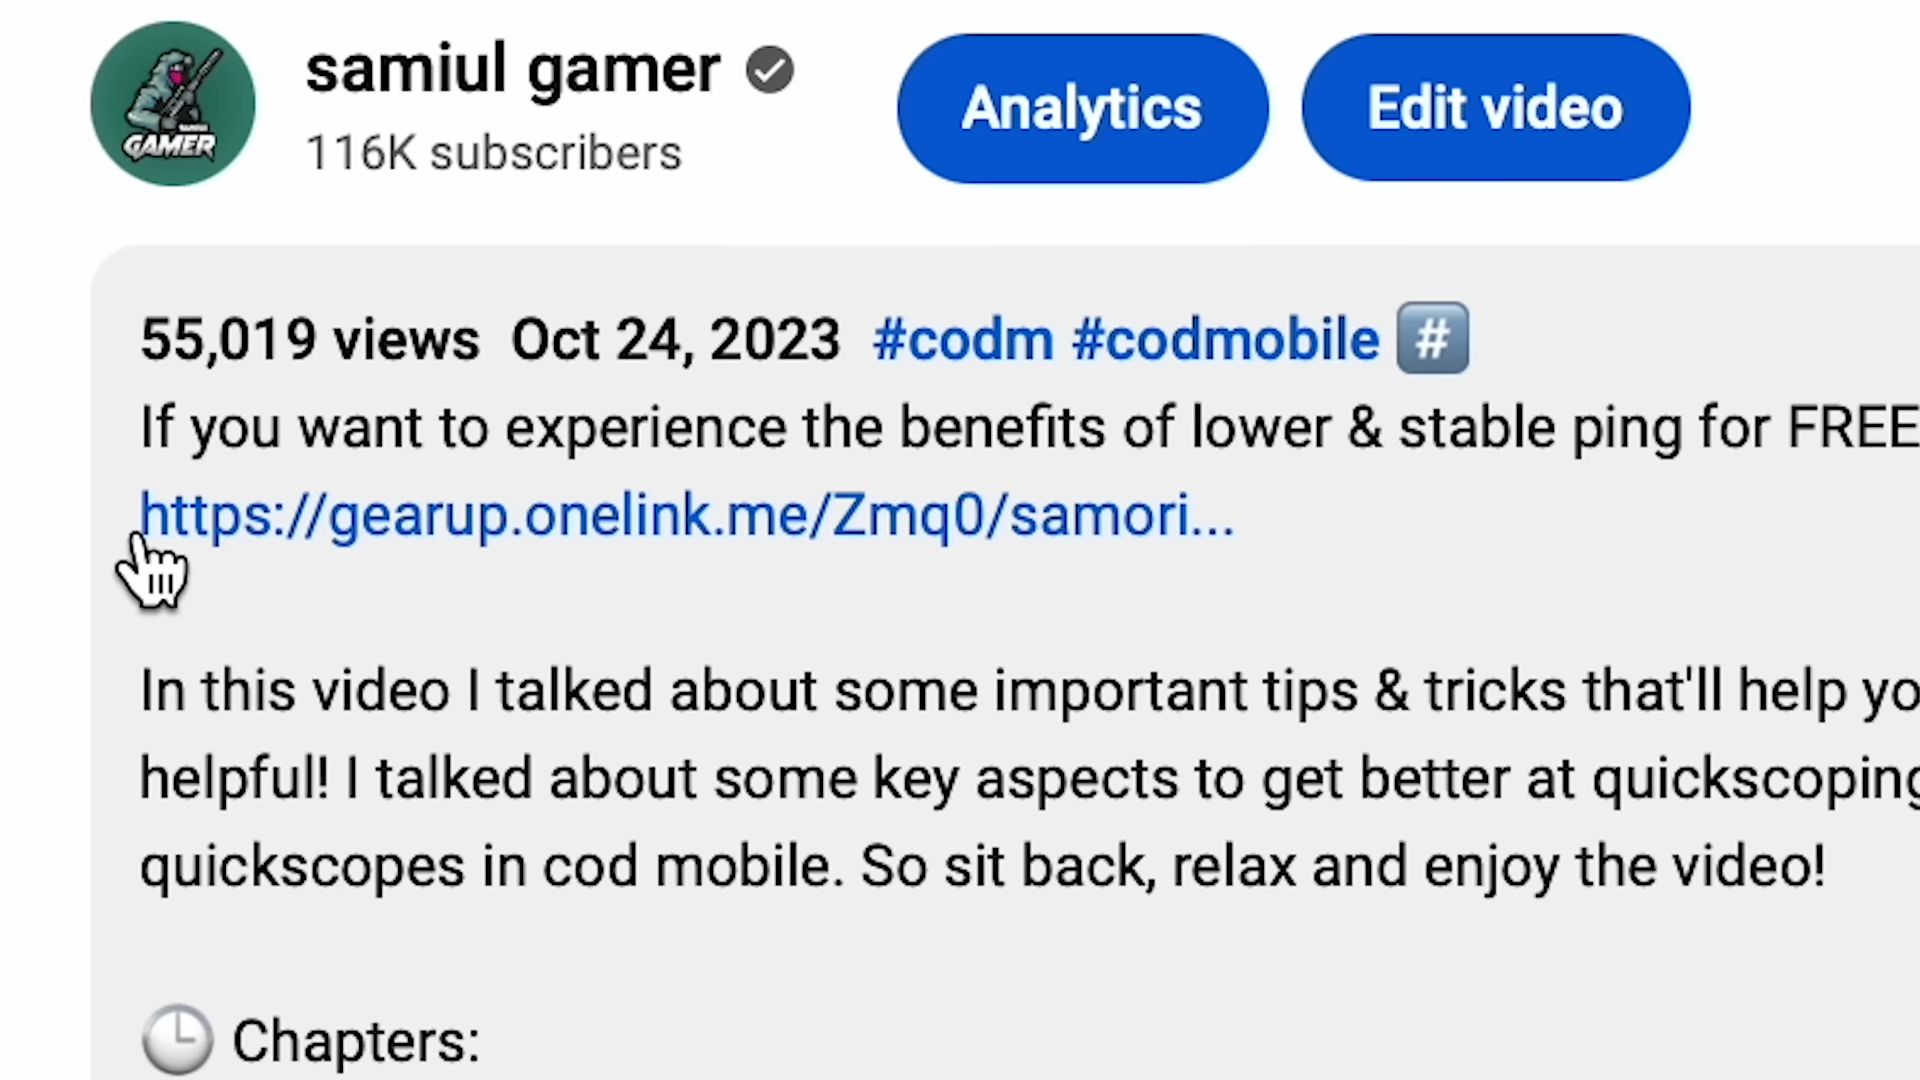 samiul gamer
116K subscribers
Analytics
Edit video
GAMER
55,019 views Oct 24, 2023 #codm #codmobile #️⃣
If you want to experience the benefits of lower & stable ping for FREE
https://gearup.onelink.me/Zmq0/samori...
In this video I talked about some important tips & tricks that'll help yo
helpful! I talked about some key aspects to get better at quickscoping
quickscopes in cod mobile. So sit back, relax and enjoy the video!
🕒 Chapters: